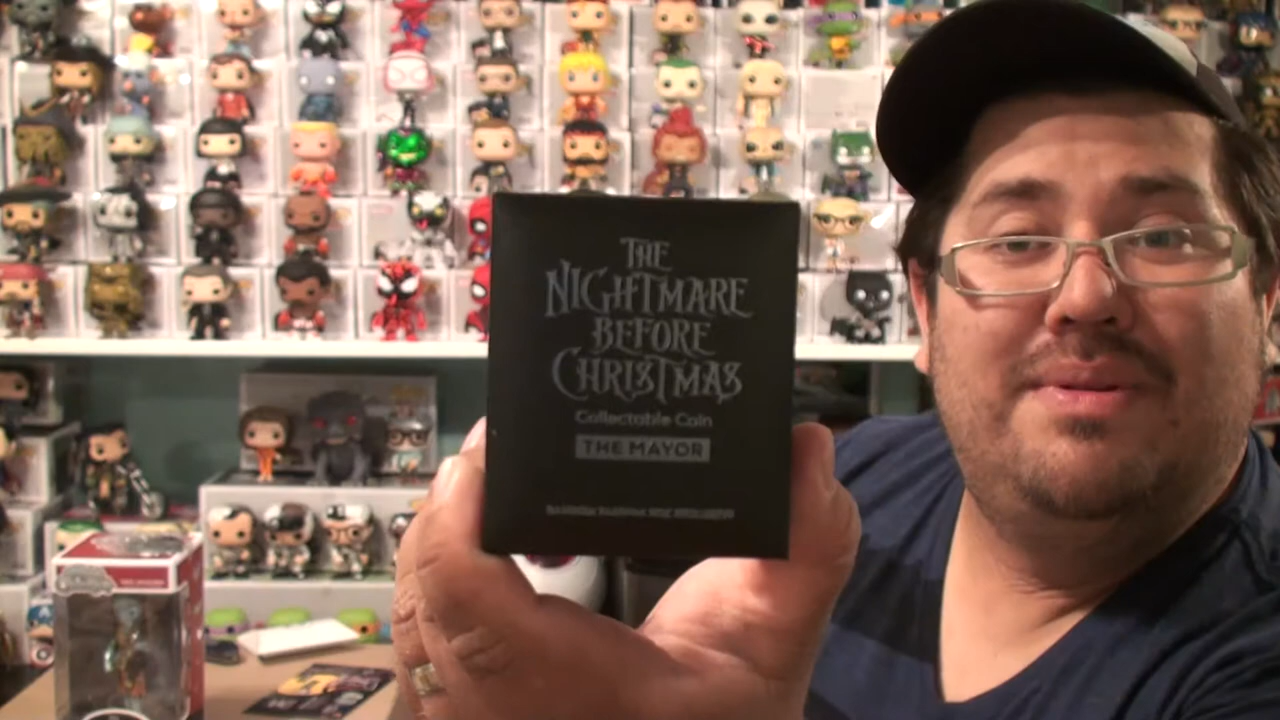 THE
NIGHTMARE
BEFORE
CHRISTMAS
Collectable Coin
THE MAYOR